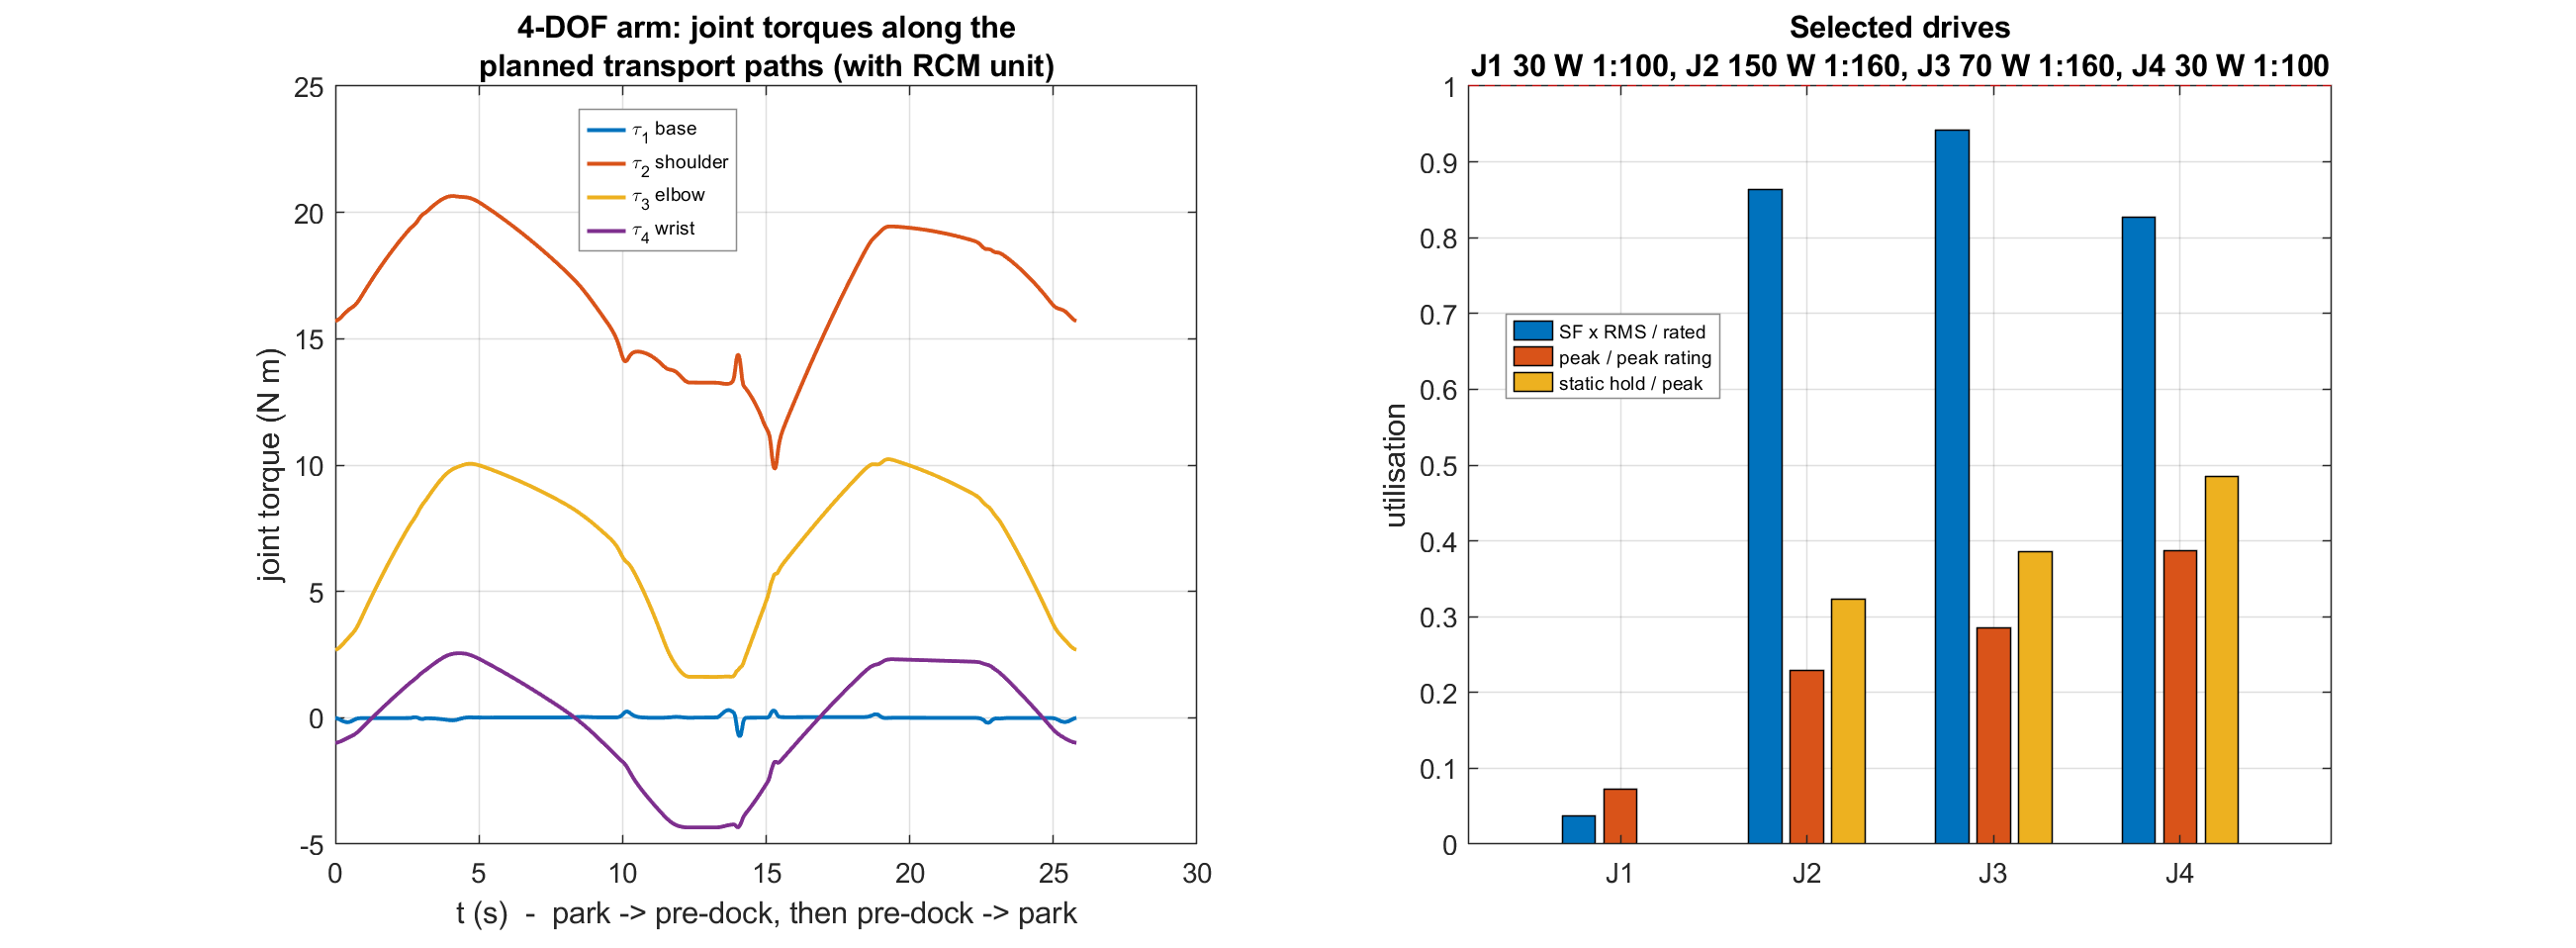 4-DOF arm: joint torques along the
planned transport paths (with RCM unit)
25
20
15
10
5
0
-5
joint torque (N m)
τ1 base
τ2 shoulder
τ3 elbow
τ4 wrist
0 5 10 15 20 25 30
t (s) - park -> pre-dock, then pre-dock -> park
Selected drives
J1 30 W 1:100, J2 150 W 1:160, J3 70 W 1:160, J4 30 W 1:100
1
0.9
0.8
0.7
0.6
0.5
0.4
0.3
0.2
0.1
0
utilisation
SF x RMS / rated
peak / peak rating
static hold / peak
J1 J2 J3 J4